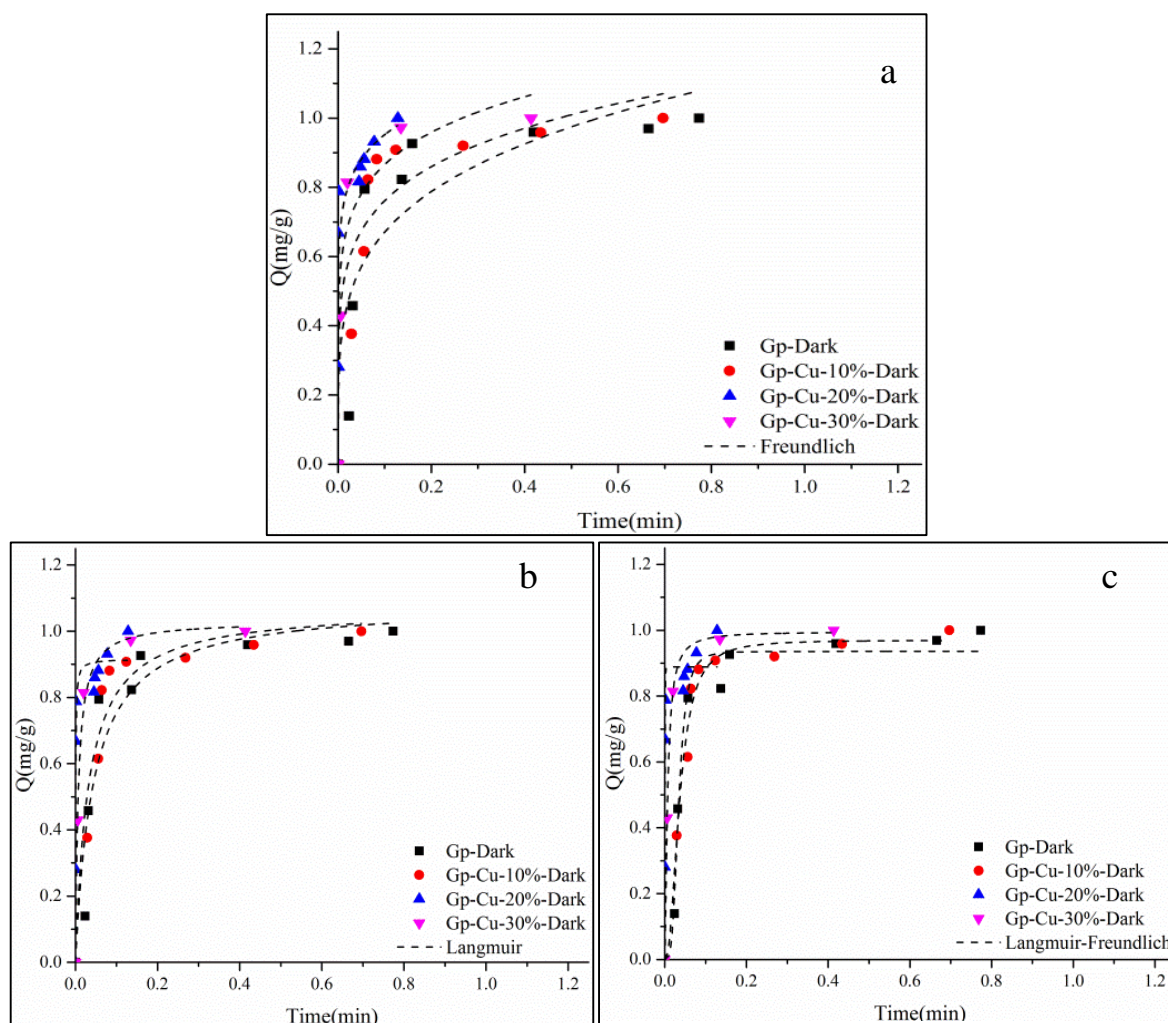 a
1.2
1.0
0.8
0.6
0.4
0.2
0.0
Q(mg/g)
Gp-Dark
Gp-Cu-10%-Dark
Gp-Cu-20%-Dark
Gp-Cu-30%-Dark
Freundlich
0.0 0.2 0.4 0.6 0.8 1.0 1.2
Time(min)
b
1.2
1.0
0.8
0.6
0.4
0.2
0.0
Q(mg/g)
Gp-Dark
Gp-Cu-10%-Dark
Gp-Cu-20%-Dark
Gp-Cu-30%-Dark
Langmuir
0.0 0.2 0.4 0.6 0.8 1.0 1.2
Time(min)
c
1.2
1.0
0.8
0.6
0.4
0.2
0.0
Q(mg/g)
Gp-Dark
Gp-Cu-10%-Dark
Gp-Cu-20%-Dark
Gp-Cu-30%-Dark
Langmuir-Freundlich
0.0 0.2 0.4 0.6 0.8 1.0 1.2
Time(min)